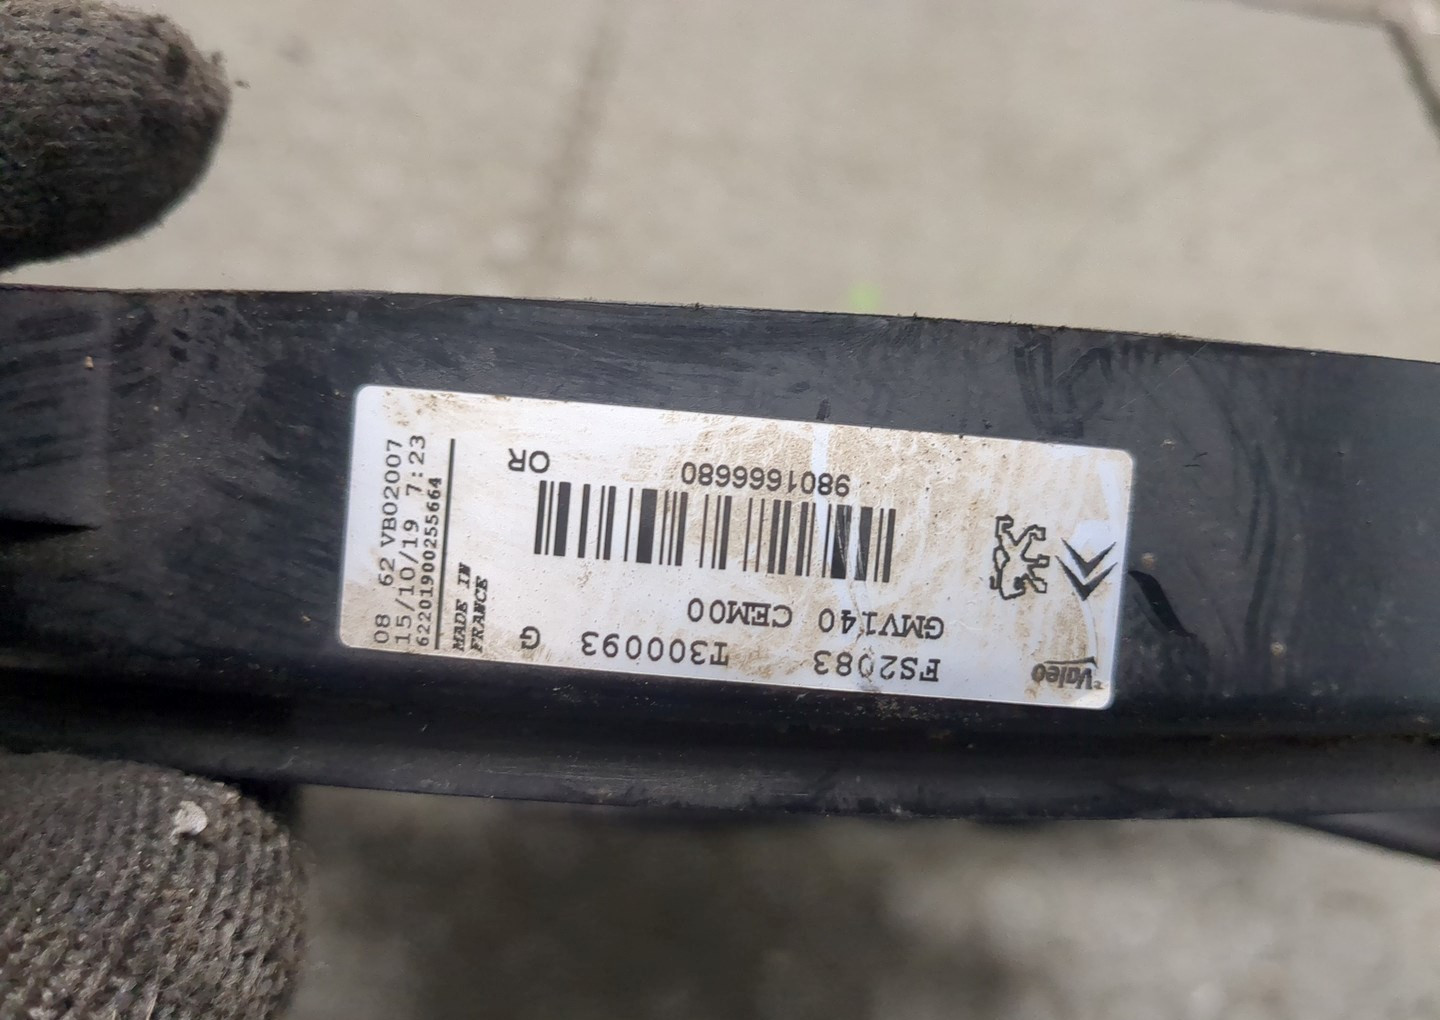 Valeo
FS2083 T300093 G
GMV140 CEM00
9801666680 OR
08 62 VB02007
15/10/19 7:23
62201900255664
MADE IN
FRANCE